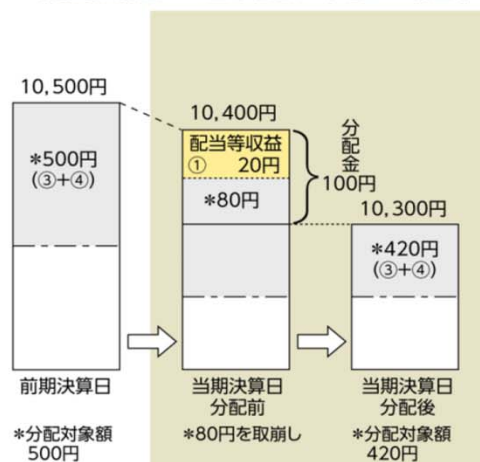 10,500円
*500円
(③+④)
前期決算日
*分配対象額
500円
10,400円
配当等収益
① 20円
*80円
分配金
100円
当期決算日
分配前
*80円を取崩し
10,300円
*420円
(③+④)
当期決算日
分配後
*分配対象額
420円